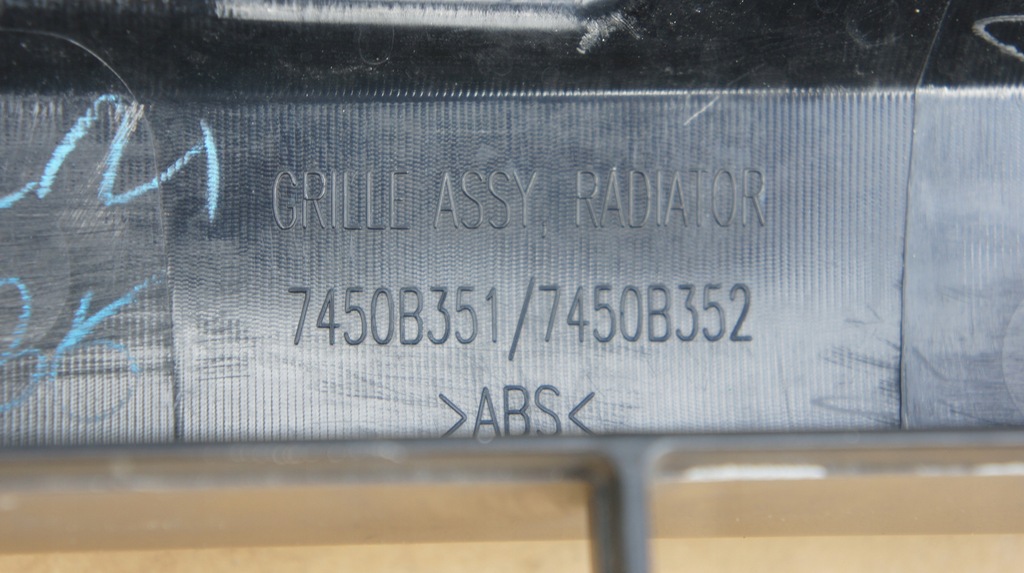 GRILLE ASSY, RADIATOR
7450B351/7450B352
>ABS<